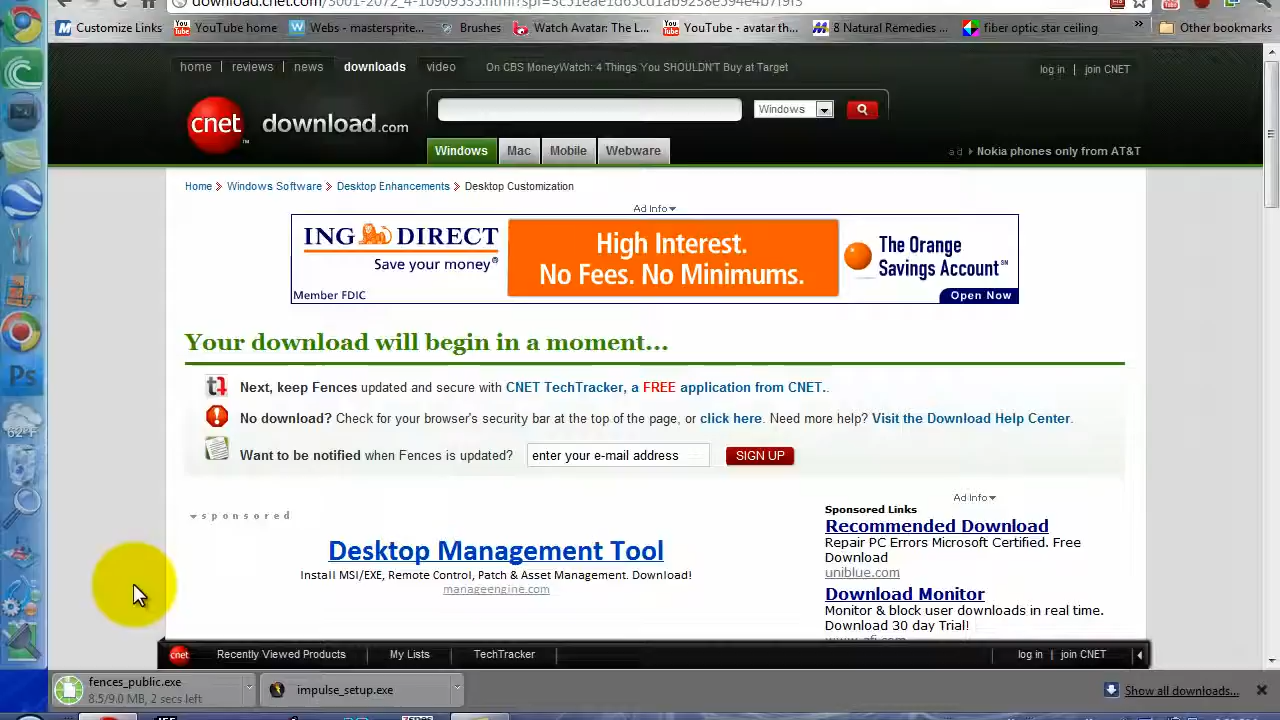 Customize Links YouTube home Webs - mastersprite... Brushes Watch Avatar: The L... YouTube - avatar th... 8 Natural Remedies ... fiber optic star ceiling » Other bookmarks
home | reviews | news downloads video On CBS MoneyWatch: 4 Things You SHOULDN'T Buy at Target log in | join CNET
cnet download.com Windows
Windows Mac Mobile Webware ad Nokia phones only from AT&T
Home Windows Software Desktop Enhancements Desktop Customization
Ad Info
ING DIRECT
Save your money®
Member FDIC
High Interest.
No Fees. No Minimums.
The Orange
Savings Account℠
Open Now
Your download will begin in a moment...
Next, keep Fences updated and secure with CNET TechTracker, a FREE application from CNET..
No download? Check for your browser's security bar at the top of the page, or click here. Need more help? Visit the Download Help Center.
Want to be notified when Fences is updated? enter your e-mail address SIGN UP
sponsored
Desktop Management Tool
Install MSI/EXE, Remote Control, Patch & Asset Management. Download!
manageengine.com
Ad Info
Sponsored Links
Recommended Download
Repair PC Errors Microsoft Certified. Free
Download
uniblue.com
Download Monitor
Monitor & block user downloads in real time.
Download 30 day Trial!
Ps
62°F
cnet Recently Viewed Products My Lists TechTracker log in | join CNET
fences_public.exe
8.5/9.0 MB, 2 secs left
impulse_setup.exe
Show all downloads...